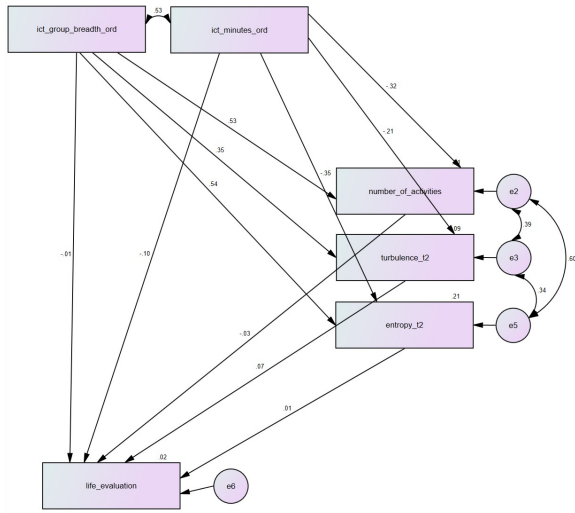 .53
ict_group_breadth_ord
ict_minutes_ord
-.32
.53
-.21
.35
-.35
.54
number_of_activities
e2
.39
.60
.09
turbulence_t2
e3
-.01
-.10
.34
.21
entropy_t2
e5
-.03
.07
.01
.02
life_evaluation
e6